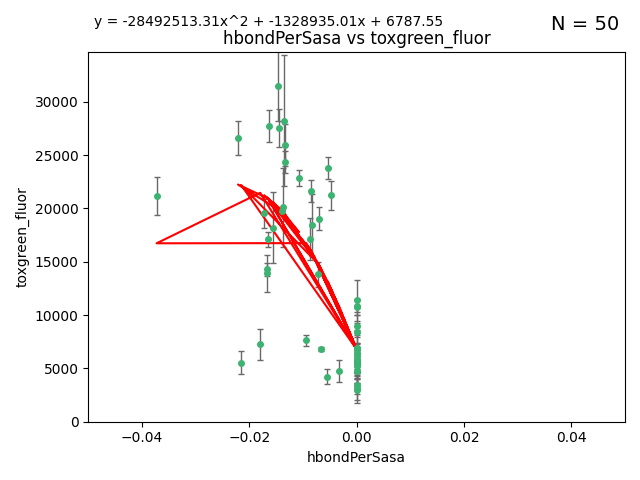 y = -28492513.31x^2 + -1328935.01x + 6787.55
N = 50
hbondPerSasa vs toxgreen_fluor
30000
25000
20000
15000
10000
5000
0
toxgreen_fluor
−0.04
−0.02
0.00
0.02
0.04
hbondPerSasa